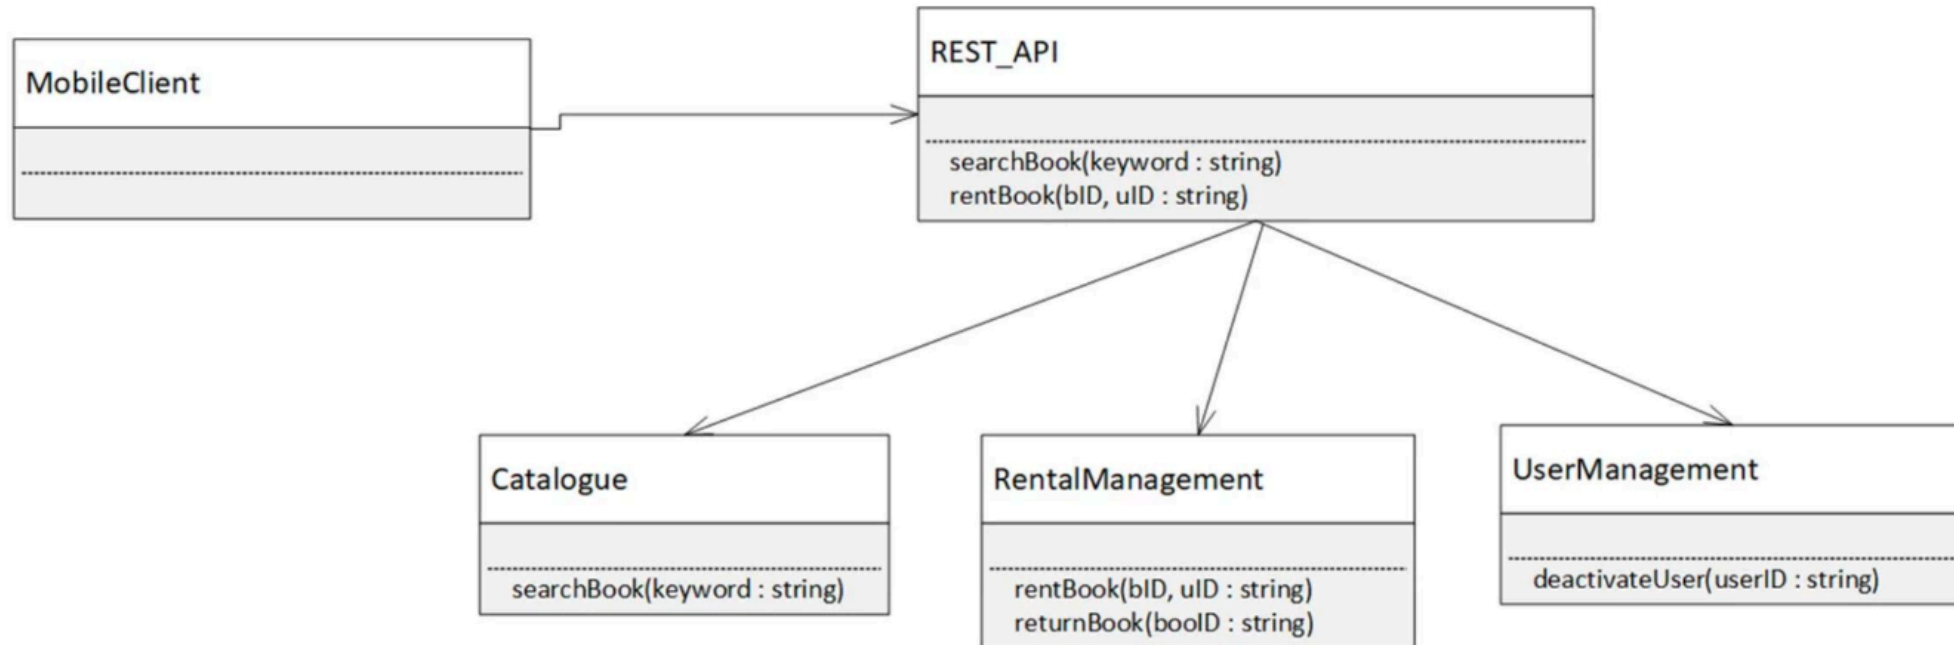 MobileClient
REST_API
searchBook(keyword : string)
rentBook(bID, uID : string)
Catalogue
searchBook(keyword : string)
RentalManagement
rentBook(bID, uID : string)
returnBook(booID : string)
UserManagement
deactivateUser(userID : string)